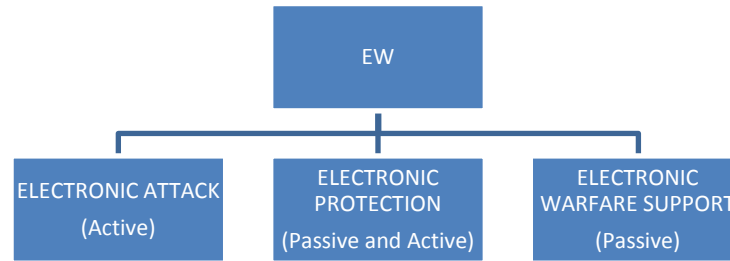 EW
ELECTRONIC ATTACK
(Active)
ELECTRONIC
PROTECTION
(Passive and Active)
ELECTRONIC
WARFARE SUPPORT
(Passive)